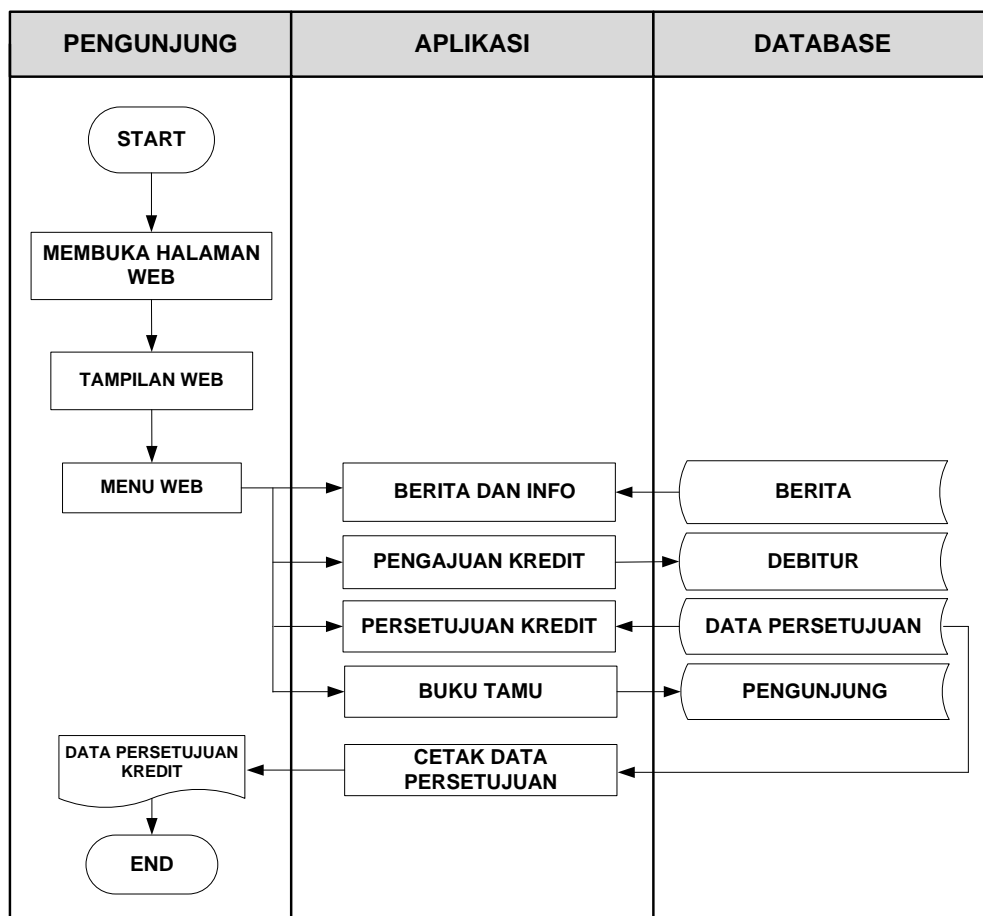 PENGUNJUNG
APLIKASI
DATABASE
START
MEMBUKA HALAMAN
WEB
TAMPILAN WEB
MENU WEB
BERITA DAN INFO
BERITA
PENGAJUAN KREDIT
DEBITUR
PERSETUJUAN KREDIT
DATA PERSETUJUAN
BUKU TAMU
PENGUNJUNG
DATA PERSETUJUAN
KREDIT
CETAK DATA
PERSETUJUAN
END